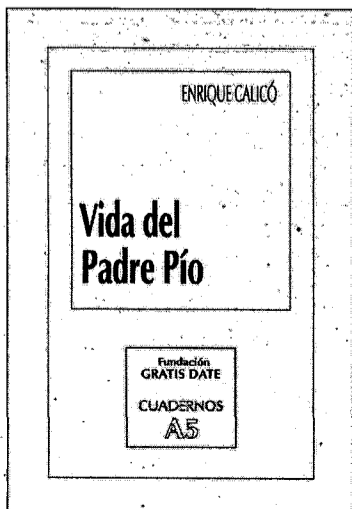 ENRIQUE CALICÓ
Vida del
Padre Pío
Fundación
GRATIS DATE
CUADERNOS
A5